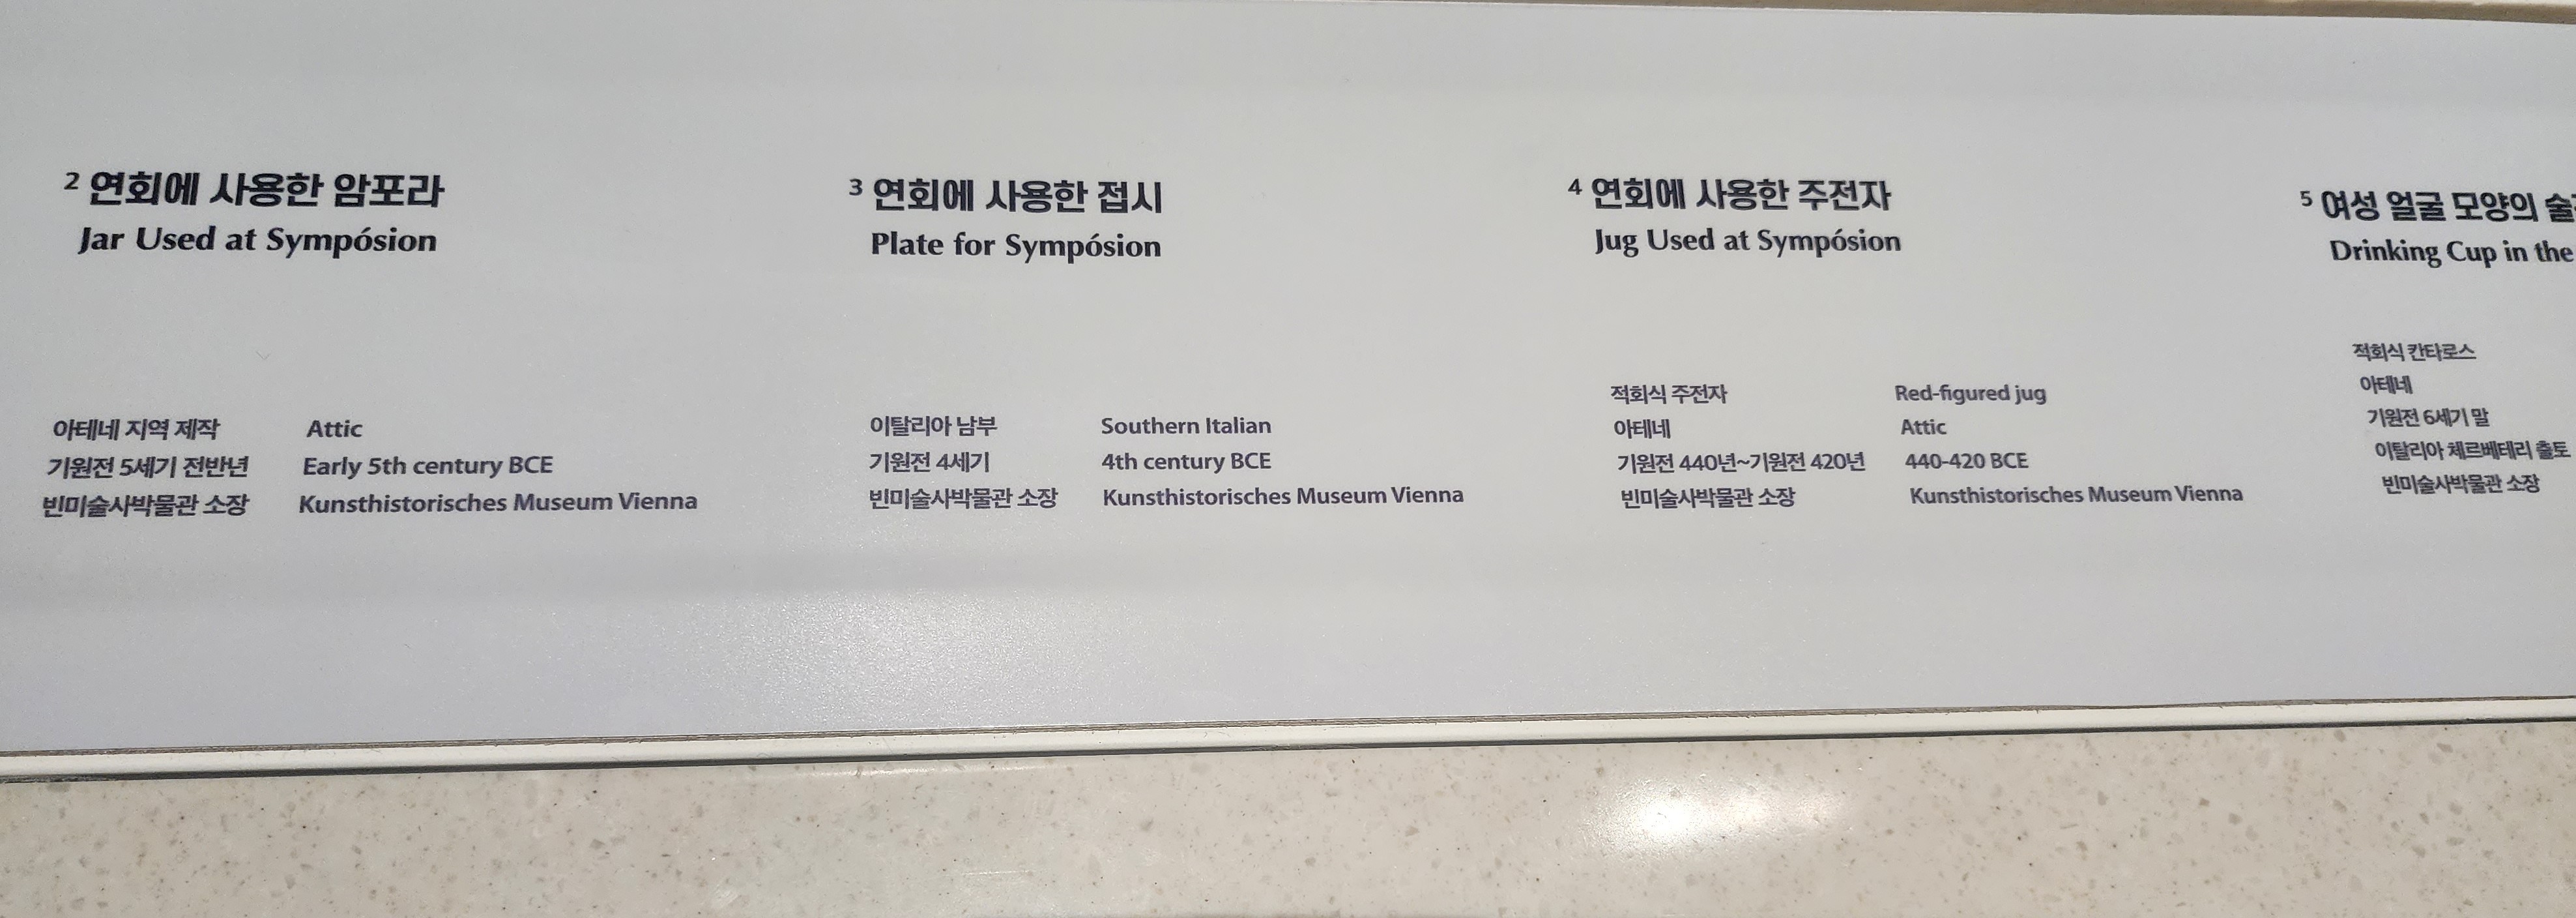 2 연회에 사용한 암포라
Jar Used at Sympósion
아테네 지역 제작 Attic
기원전 5세기 전반년 Early 5th century BCE
빈미술사박물관 소장 Kunsthistorisches Museum Vienna
3 연회에 사용한 접시
Plate for Sympósion
이탈리아 남부 Southern Italian
기원전 4세기 4th century BCE
빈미술사박물관 소장 Kunsthistorisches Museum Vienna
4 연회에 사용한 주전자
Jug Used at Sympósion
적회식 주전자 Red-figured jug
아테네 Attic
기원전 440년~기원전 420년 440-420 BCE
빈미술사박물관 소장 Kunsthistorisches Museum Vienna
5 여성 얼굴 모양의
Drinking Cup in the
적회식 칸타로스
아테네
기원전 6세기 말
이탈리아 체르베테리 출토
빈미술사박물관 소장